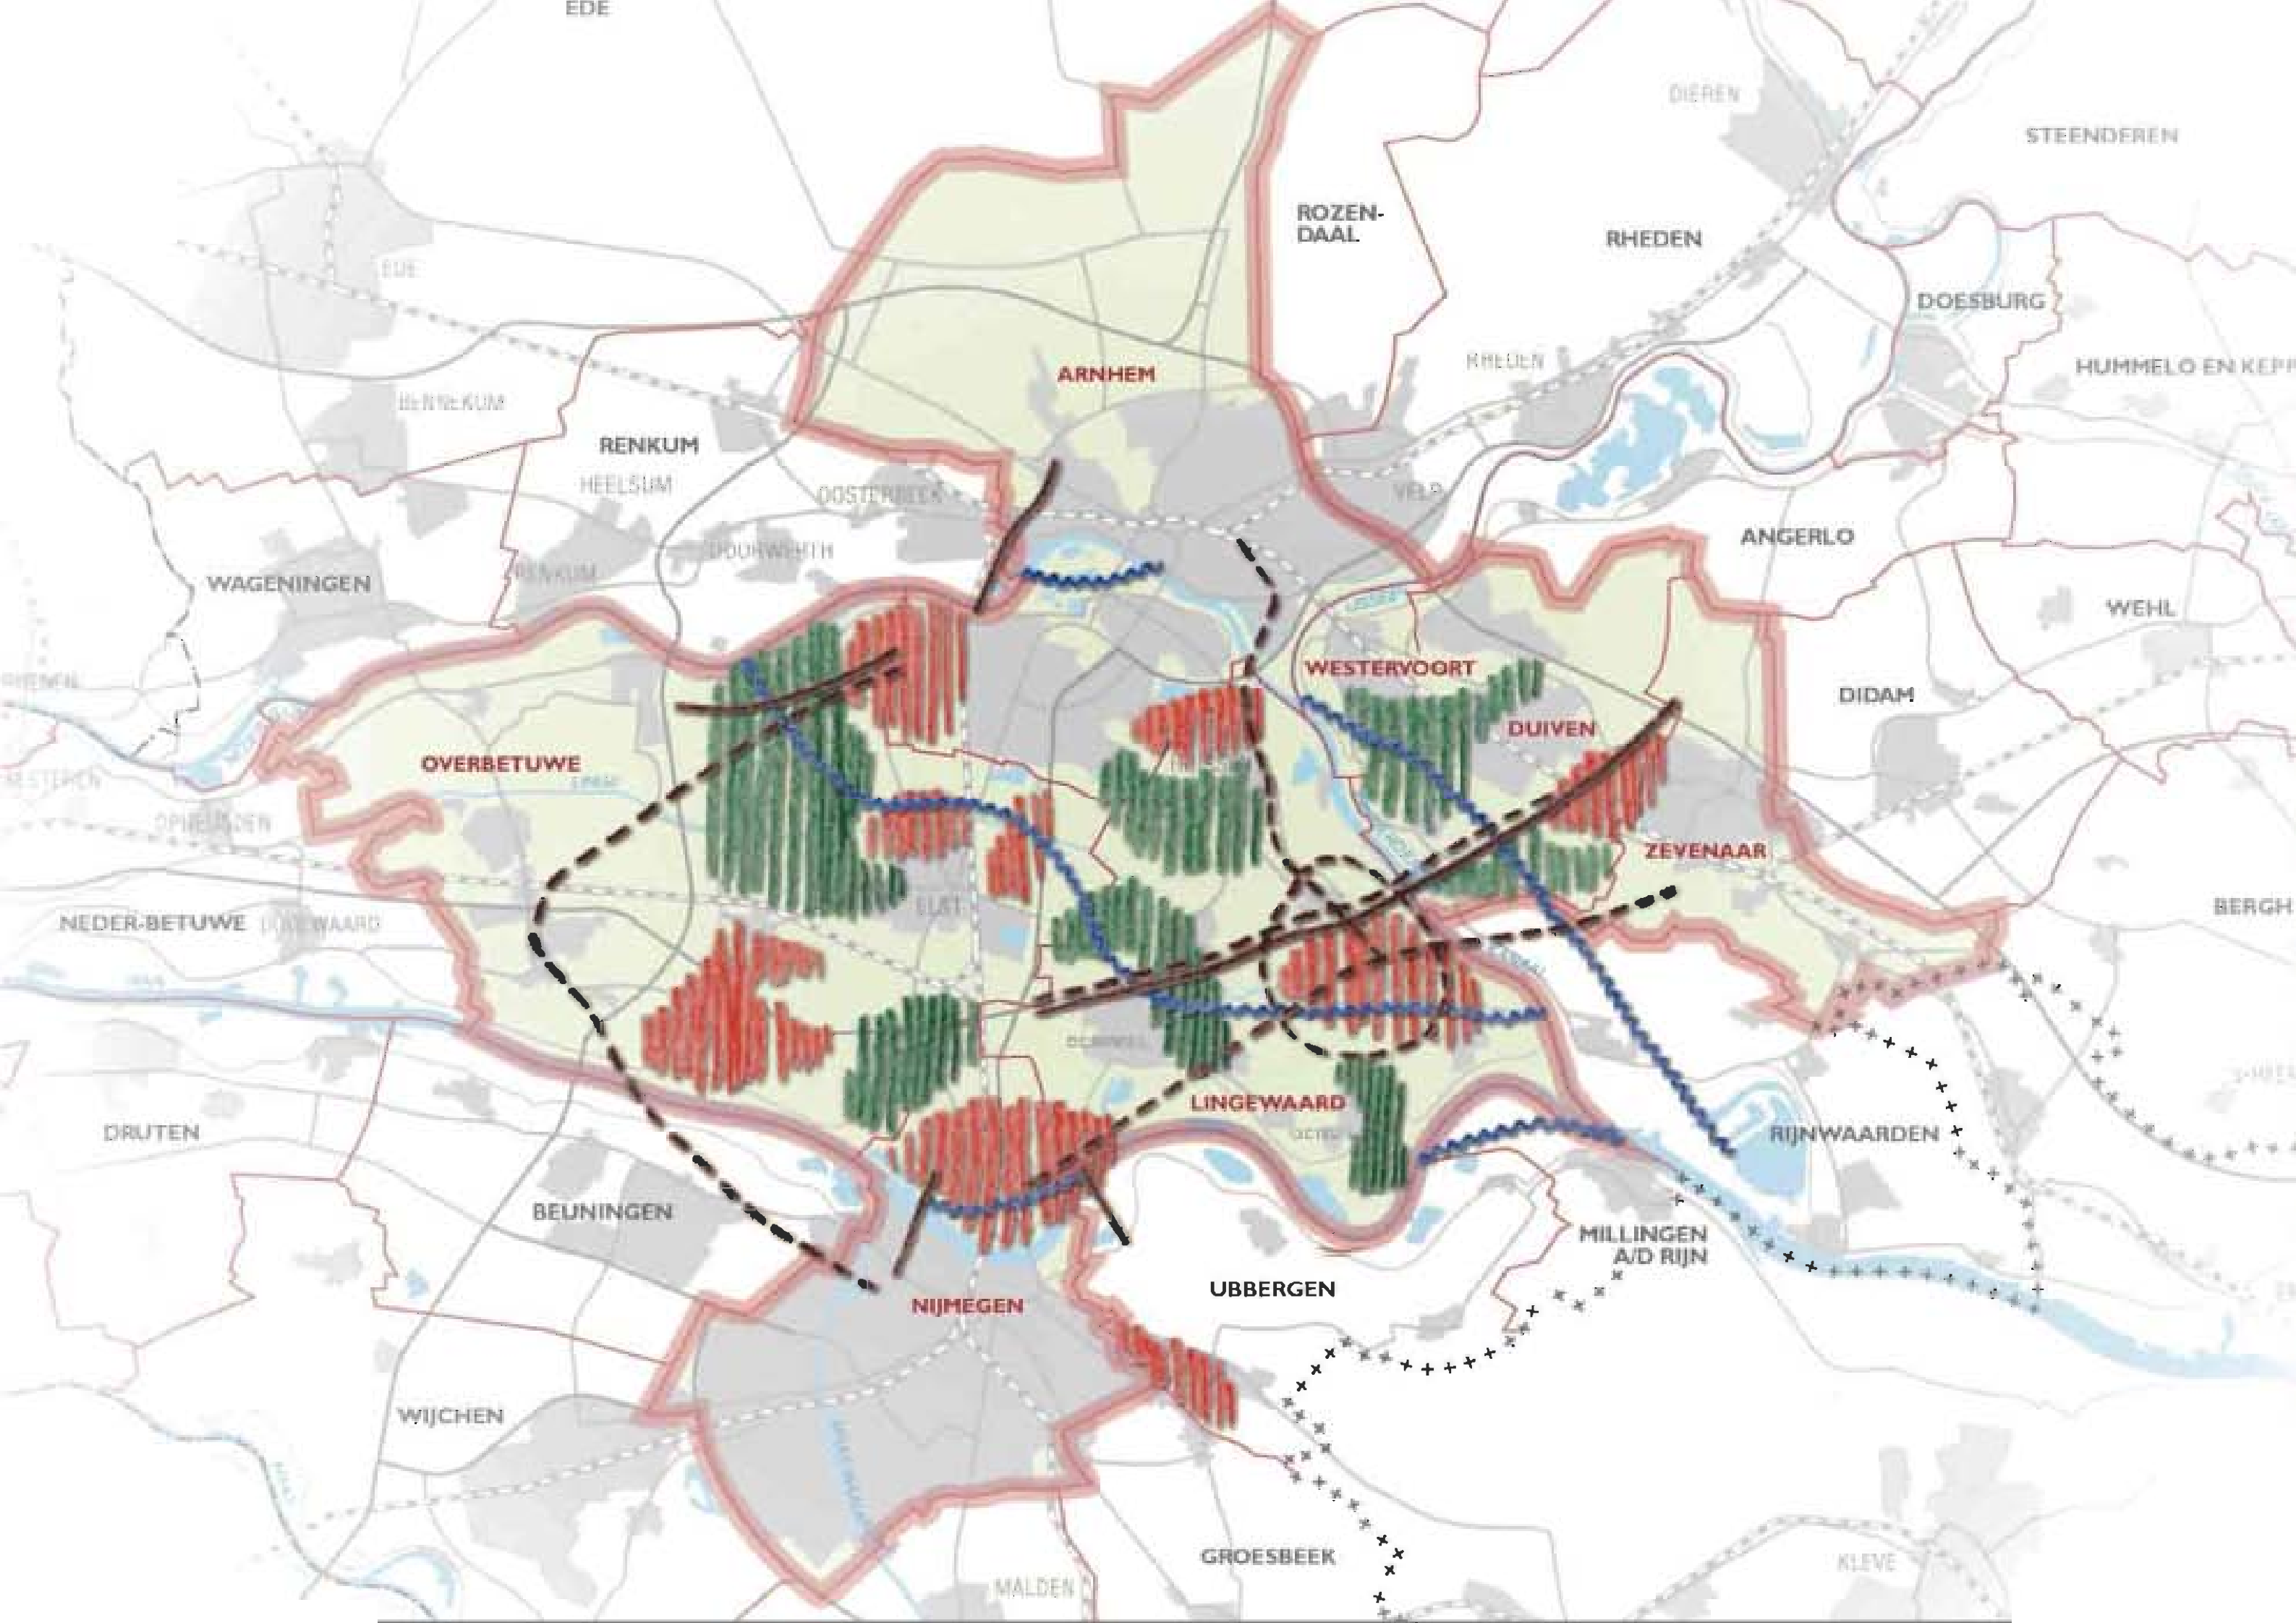 EDE
DIEREN
STEENDEREN
ROZEN-
DAAL
RHEDEN
EDE
DOESBURG
RHEDEN
HUMMELO EN KEPP
ARNHEM
BENNEKUM
RENKUM
HEELSUM
OOSTERBEEK
VELP
ANGERLO
DOORWERTH
RENKUM
WAGENINGEN
WEHL
WESTERVOORT
DIDAM
DUIVEN
OVERBETUWE
OPHEUSDEN
ZEVENAAR
ELST
BERGH
NEDER-BETUWE
DODEWAARD
BEMMEL
LINGEWAARD
DRUTEN
RIJNWAARDEN
BEUNINGEN
MILLINGEN
A/D RIJN
UBBERGEN
NIJMEGEN
WIJCHEN
GROESBEEK
KLEVE
MALDEN